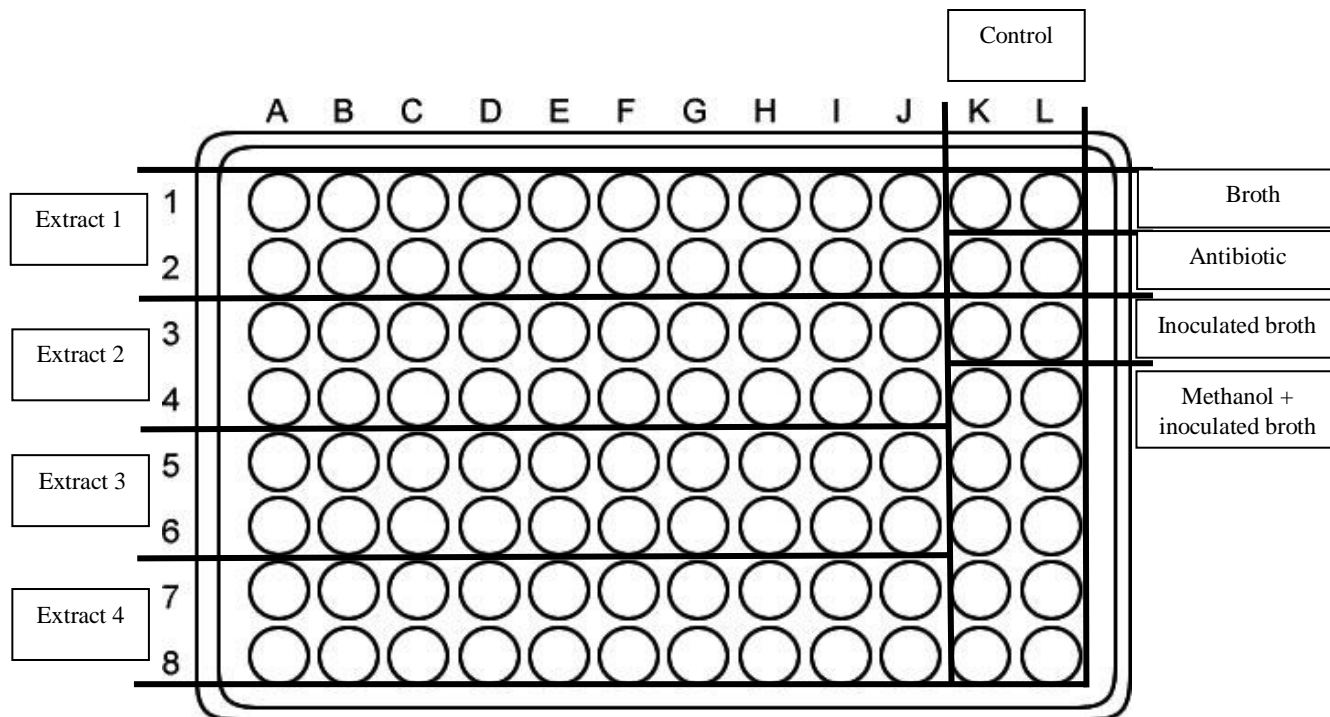 Control
A B C D E F G H I J K L
Extract 1
1
Broth
2
Antibiotic
Extract 2
3
Inoculated broth
4
Methanol +
inoculated broth
Extract 3
5
6
Extract 4
7
8